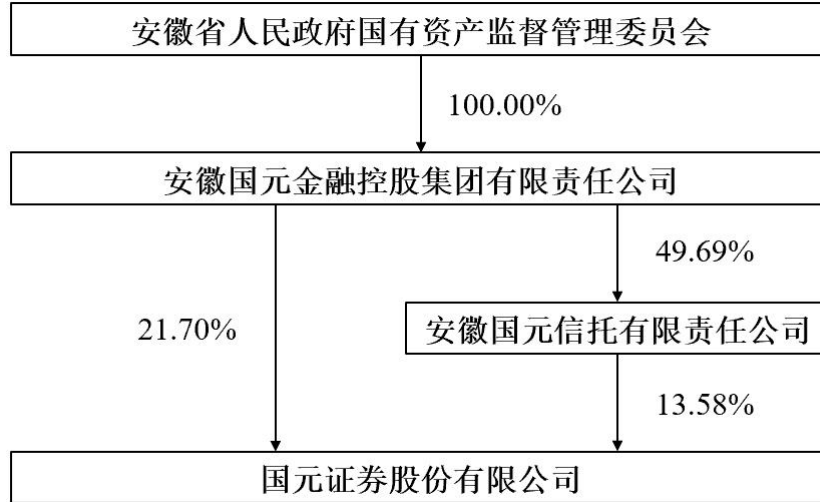 安徽省人民政府国有资产监督管理委员会
100.00%
安徽国元金融控股集团有限责任公司
49.69%
21.70%
安徽国元信托有限责任公司
13.58%
国元证券股份有限公司